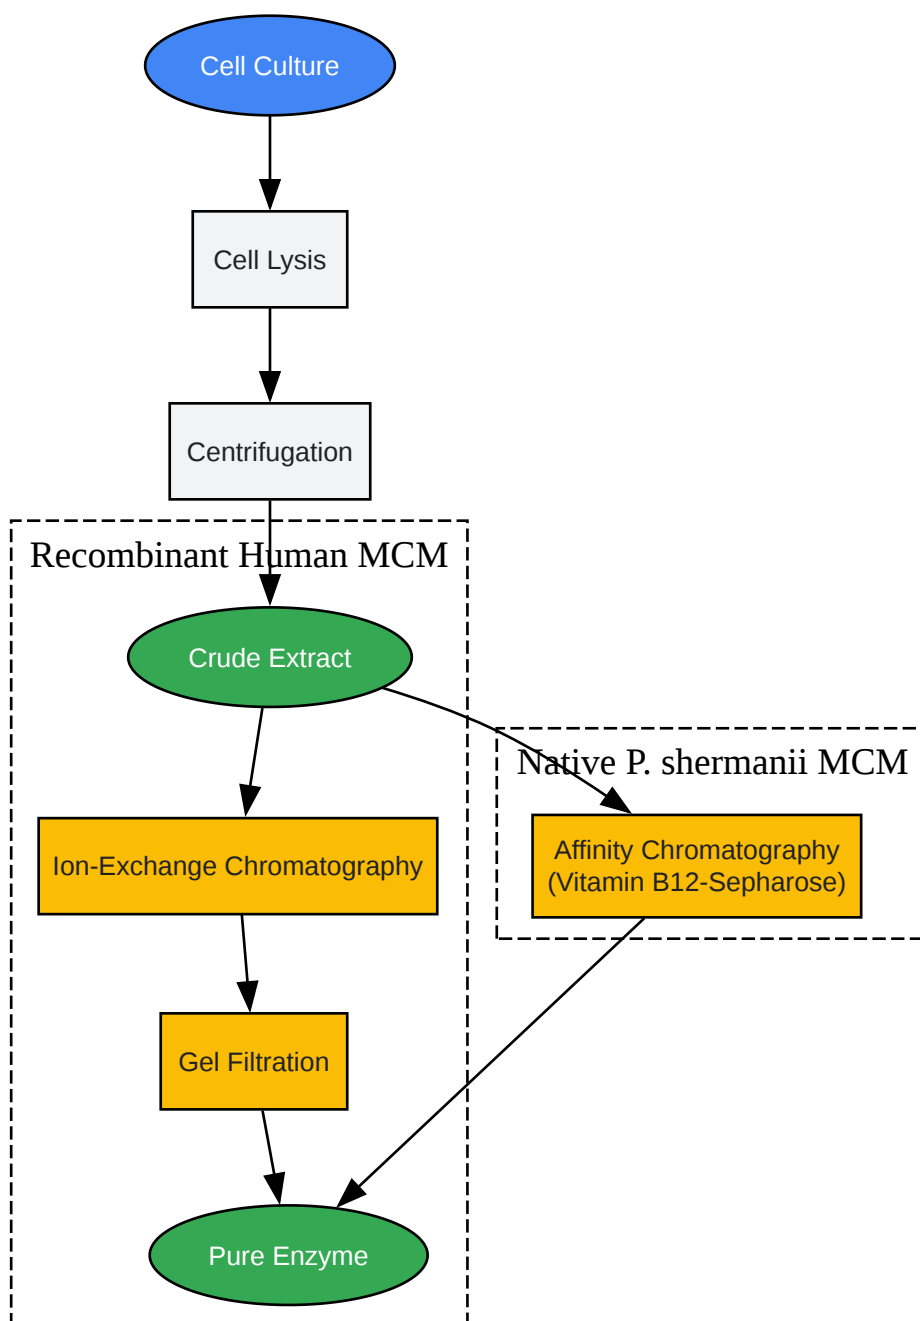 Cell Culture
Cell Lysis
Centrifugation
Recombinant Human MCM
Crude Extract
Native P. shermanii MCM
Ion-Exchange Chromatography
Affinity Chromatography
(Vitamin B12-Sepharose)
Gel Filtration
Pure Enzyme